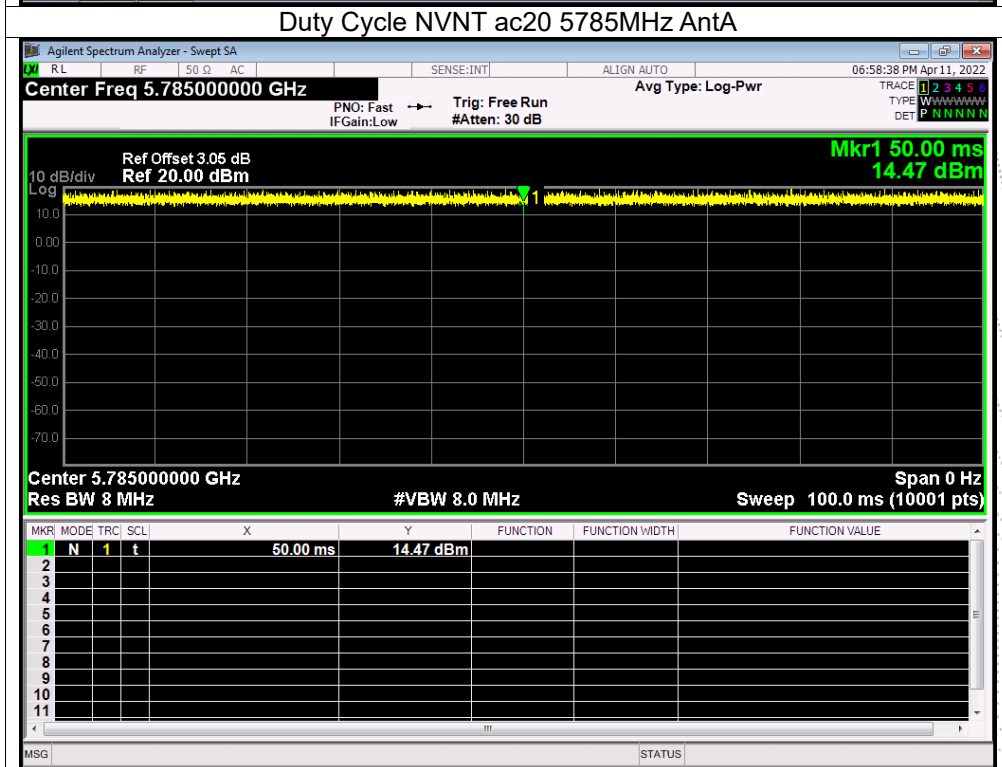 Duty Cycle NVNT ac20 5785MHz AntA
Agilent Spectrum Analyzer - Swept SA
LXI RL RF 50 Ω AC SENSE:INT ALIGN AUTO 06:58:38 PM Apr 11, 2022
Center Freq 5.785000000 GHz Avg Type: Log-Pwr TRACE 1 2 3 4 5 6
PNO: Fast Trig: Free Run TYPE WWWWWW
IFGain:Low #Atten: 30 dB DET P N N N N N
Mkr1 50.00 ms
14.47 dBm
Ref Offset 3.05 dB
10 dB/div Ref 20.00 dBm
Log
1
10.0
0.00
-10.0
-20.0
-30.0
-40.0
-50.0
-60.0
-70.0
Center 5.785000000 GHz Span 0 Hz
Res BW 8 MHz #VBW 8.0 MHz Sweep 100.0 ms (10001 pts)
MKR MODE TRC SCL X Y FUNCTION FUNCTION WIDTH FUNCTION VALUE
1 N 1 t 50.00 ms 14.47 dBm
2
3
4
5
6
7
8
9
10
11
MSG STATUS